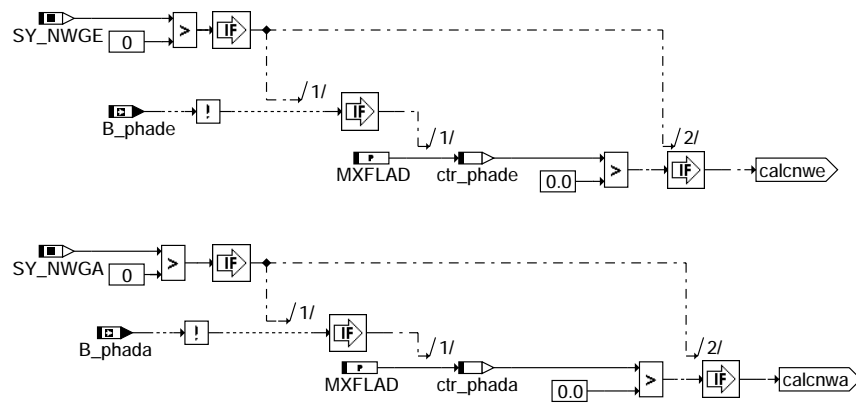 SY_NWGE
0
>
IF
/1/
B_phade
!
IF
/1/
P
MXFLAD
ctr_phade
0.0
>
/2/
IF
calcnwe
SY_NWGA
0
>
IF
/1/
B_phada
!
IF
/1/
P
MXFLAD
ctr_phada
0.0
>
/2/
IF
calcnwa